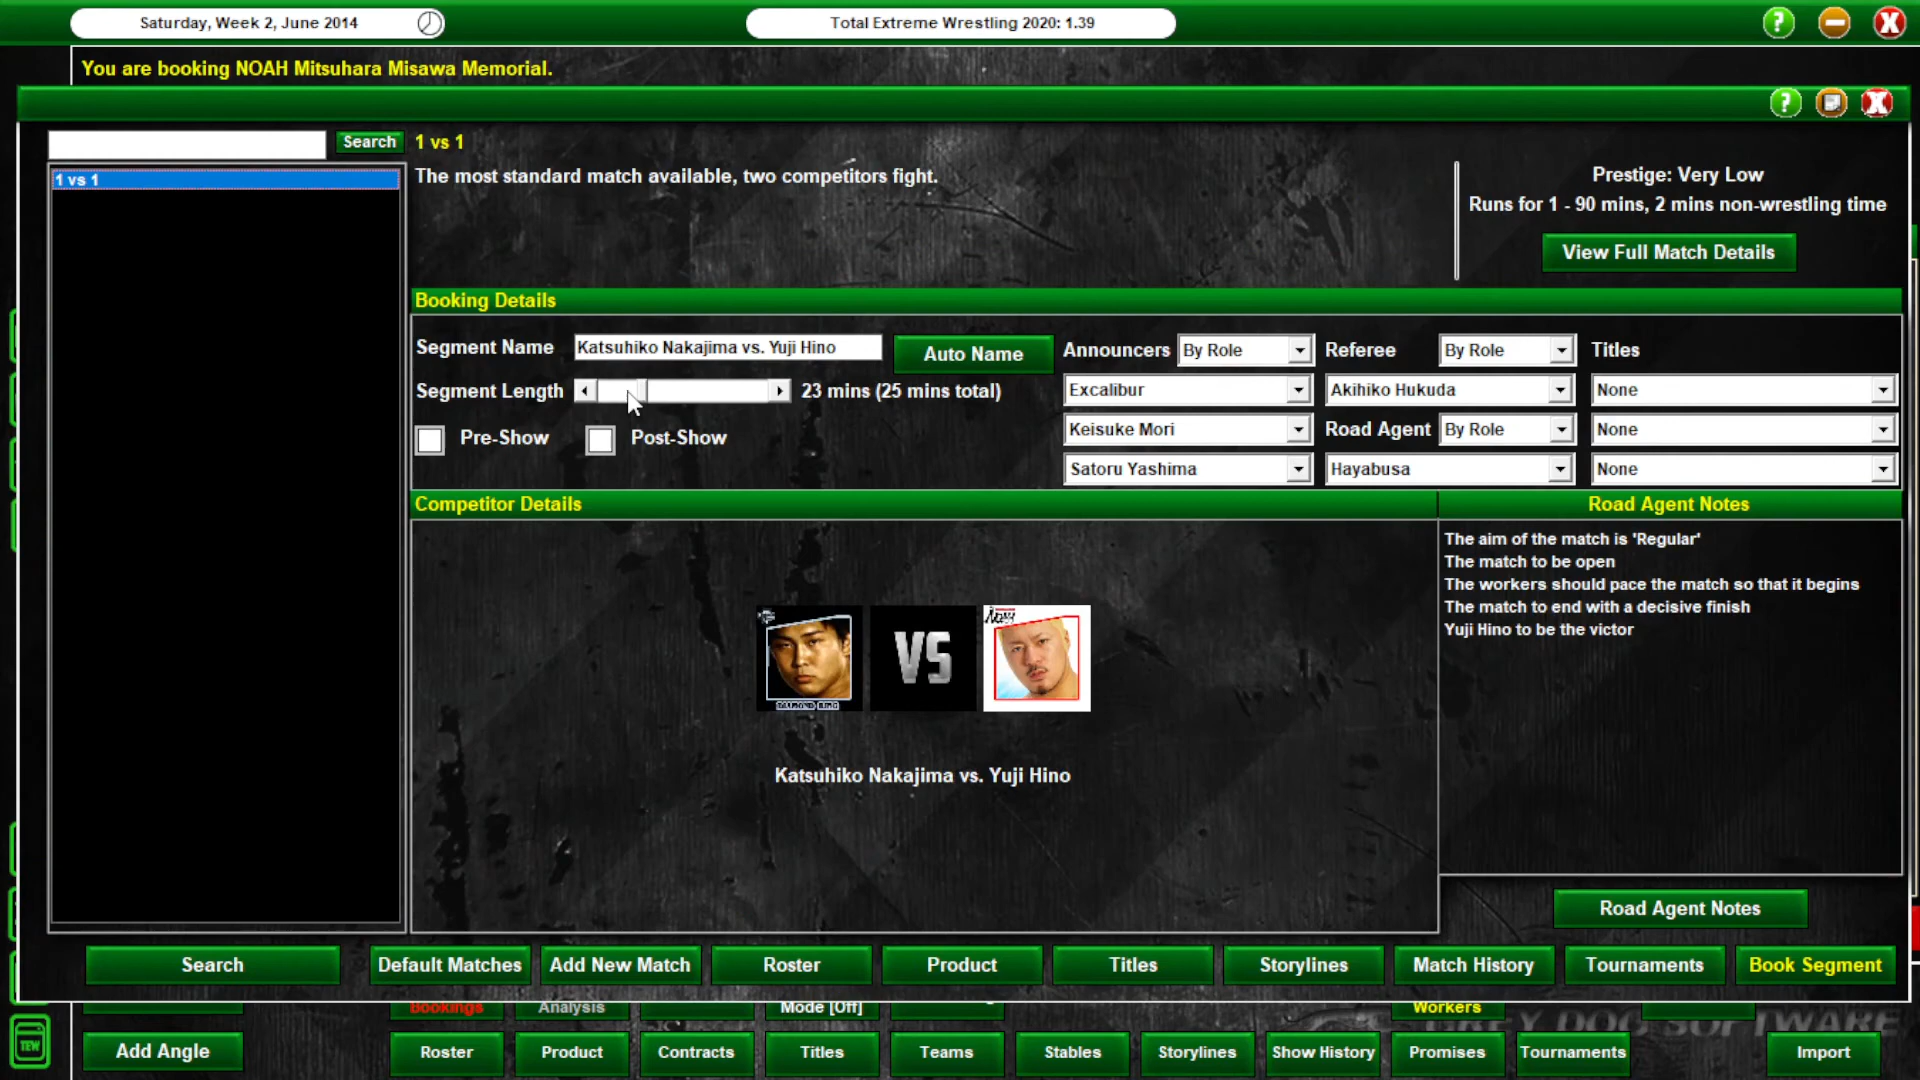 Saturday, Week 2, June 2014
Total Extreme Wrestling 2020: 1.39
You are booking NOAH Mitsuhara Misawa Memorial.
Search
1 vs 1
1 vs 1
The most standard match available, two competitors fight.
Prestige: Very Low
Runs for 1 - 90 mins, 2 mins non-wrestling time
View Full Match Details
Booking Details
Segment Name
Katsuhiko Nakajima vs. Yuji Hino
Auto Name
Announcers
By Role
Referee
By Role
Titles
Segment Length
23 mins (25 mins total)
Excalibur
Akihiko Hukuda
None
Pre-Show
Post-Show
Keisuke Mori
Road Agent
By Role
None
Satoru Yashima
Hayabusa
None
Competitor Details
Road Agent Notes
The aim of the match is 'Regular'
The match to be open
The workers should pace the match so that it begins
The match to end with a decisive finish
Yuji Hino to be the victor
VS
Katsuhiko Nakajima vs. Yuji Hino
Road Agent Notes
Search
Default Matches
Add New Match
Roster
Product
Titles
Storylines
Match History
Tournaments
Book Segment
Bookings
Analysis
Mode [Off]
Workers
GREY DOG SOFTWARE
TEW
Add Angle
Roster
Product
Contracts
Titles
Teams
Stables
Storylines
Show History
Promises
Tournaments
Import